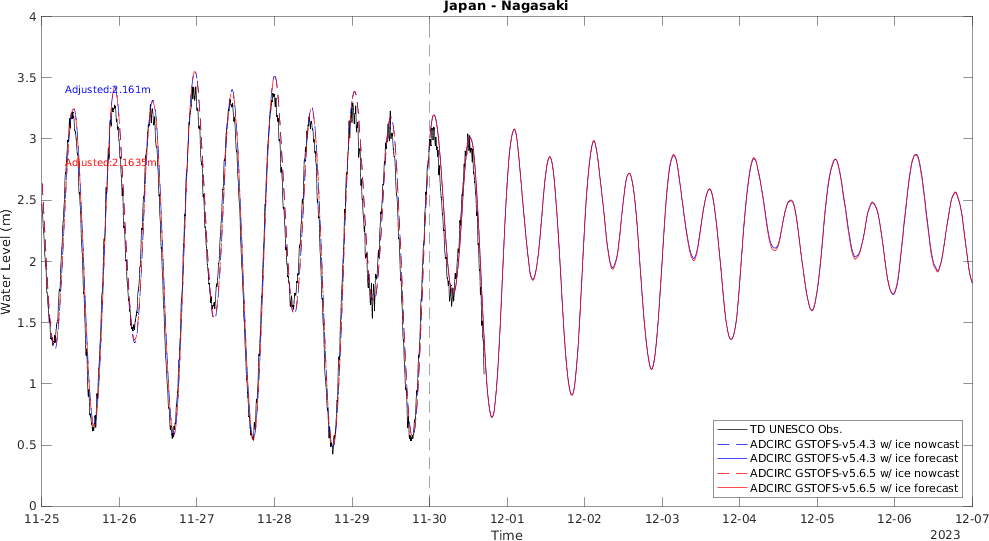 Japan - Nagasaki
4
3.5
3
2.5
2
1.5
1
0.5
0
Water Level (m)
Adjusted:2.161m
Adjusted:2.1635m
TD UNESCO Obs.
ADCIRC GSTOFS-v5.4.3 w/ ice nowcast
ADCIRC GSTOFS-v5.4.3 w/ ice forecast
ADCIRC GSTOFS-v5.6.5 w/ ice nowcast
ADCIRC GSTOFS-v5.6.5 w/ ice forecast
11-25 11-26 11-27 11-28 11-29 11-30 12-01 12-02 12-03 12-04 12-05 12-06 12-07
Time
2023